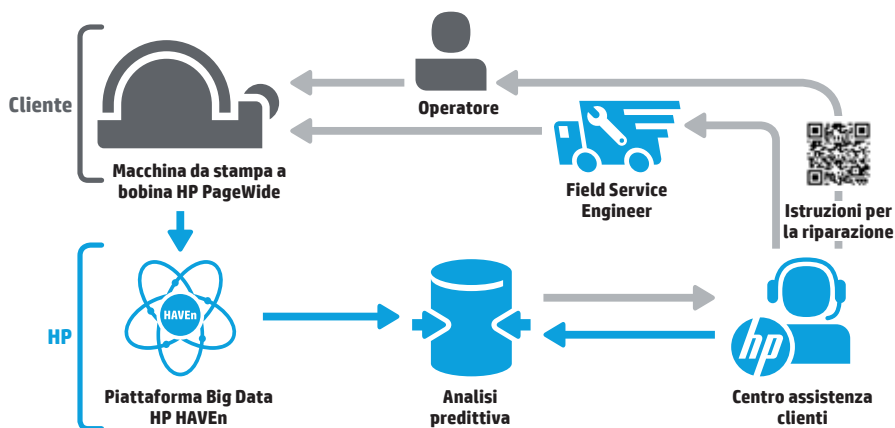 Cliente
Operatore
Macchina da stampa a
bobina HP PageWide
Field Service
Engineer
Istruzioni per
la riparazione
HP
HAVEn
hp
Piattaforma Big Data
HP HAVEn
Analisi
predittiva
Centro assistenza
clienti